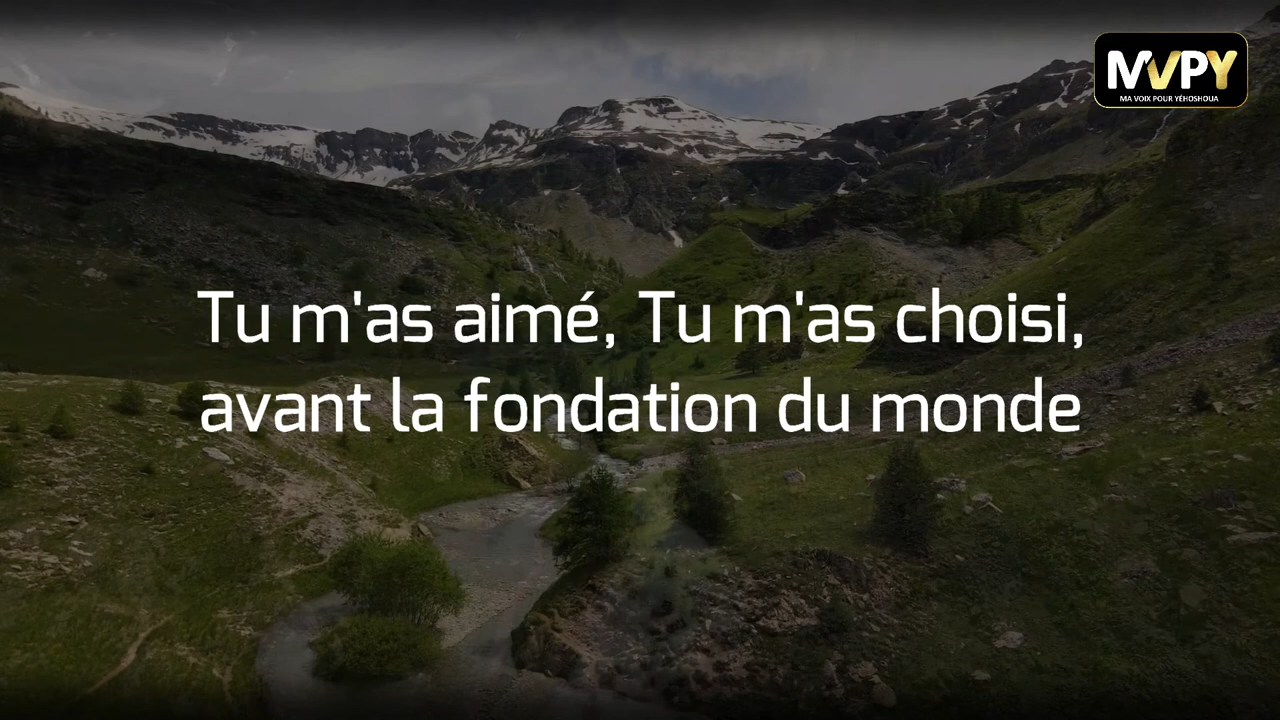 MVPY
MA VOIX POUR YÉHOSHOUA
Tu m'as aimé, Tu m'as choisi,
avant la fondation du monde